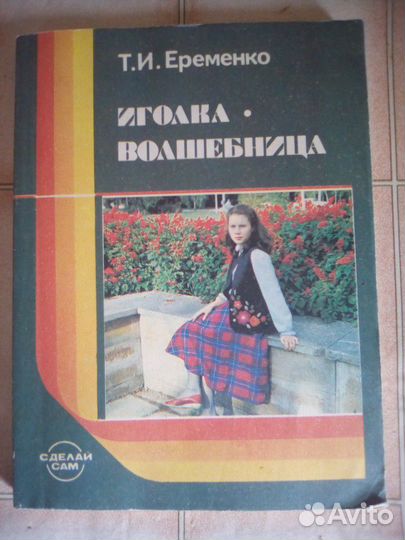 Т.И. Еременко
ИГОЛКА •
ВОЛШЕБНИЦА
СДЕЛАЙ
САМ
Avito